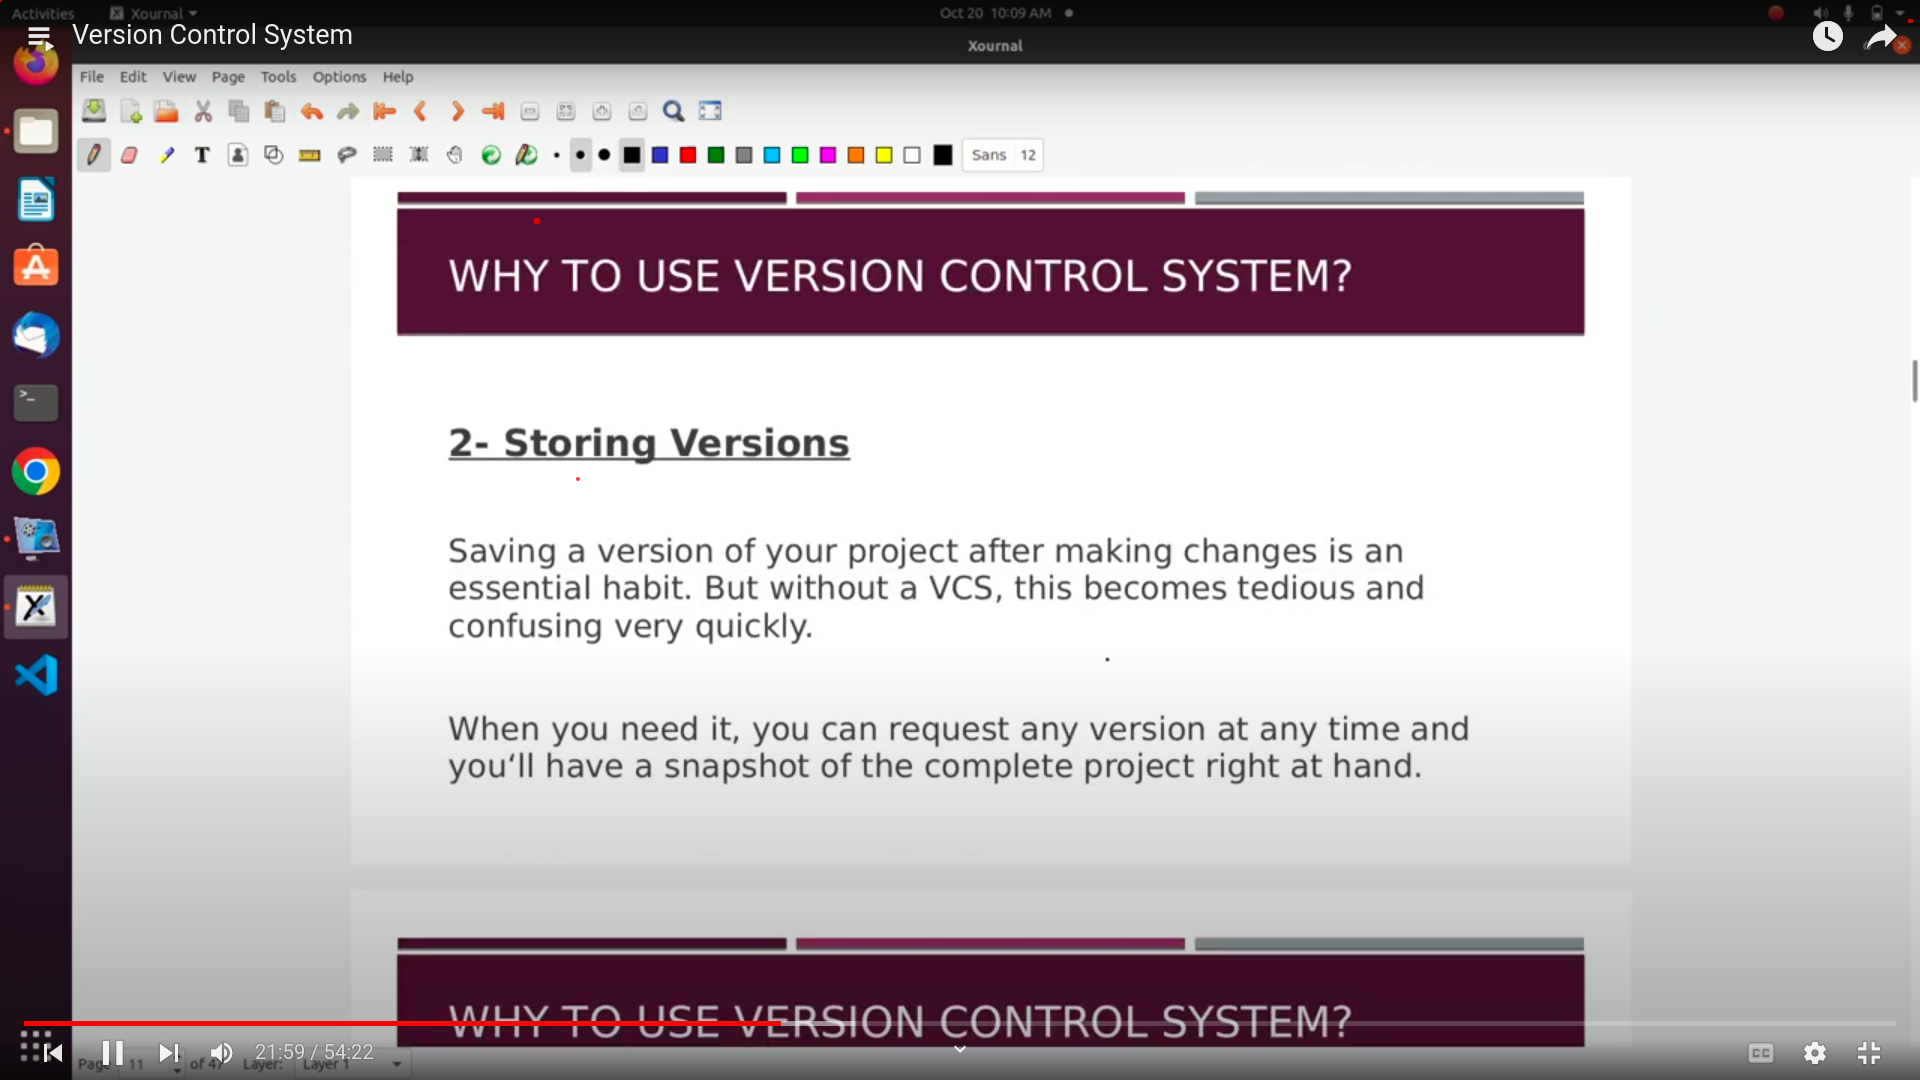 Activities Xournal Oct 20 10:09 AM
Version Control System
Xournal
File Edit View Page Tools Options Help
T Sans 12
WHY TO USE VERSION CONTROL SYSTEM?
2- Storing Versions
Saving a version of your project after making changes is an
essential habit. But without a VCS, this becomes tedious and
confusing very quickly.
When you need it, you can request any version at any time and
you‘ll have a snapshot of the complete project right at hand.
WHY TO USE VERSION CONTROL SYSTEM?
21:59 / 54:22 CC
Page 11 of 47 Layer: Layer 1